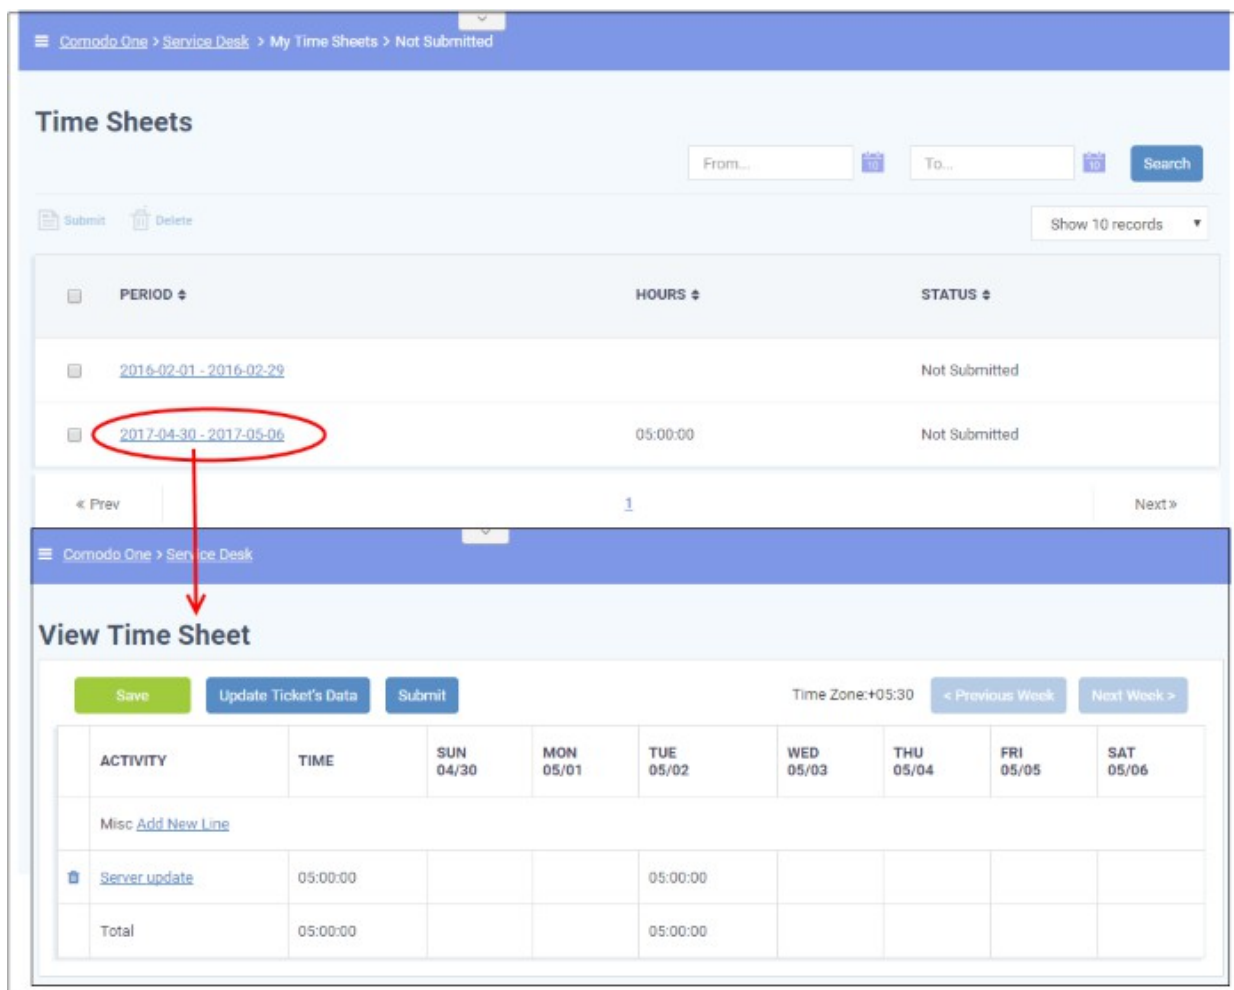 Comodo One > Service Desk > My Time Sheets > Not Submitted
Time Sheets
From... 10 To... 10 Search
Submit Delete Show 10 records
PERIOD HOURS STATUS
2016-02-01 - 2016-02-29 Not Submitted
2017-04-30 - 2017-05-06 05:00:00 Not Submitted
« Prev 1 Next »
Comodo One > Service Desk
View Time Sheet
Save Update Ticket's Data Submit Time Zone:+05:30 < Previous Week Next Week >
ACTIVITY TIME SUN 04/30 MON 05/01 TUE 05/02 WED 05/03 THU 05/04 FRI 05/05 SAT 05/06
Misc Add New Line
Server update 05:00:00 05:00:00
Total 05:00:00 05:00:00